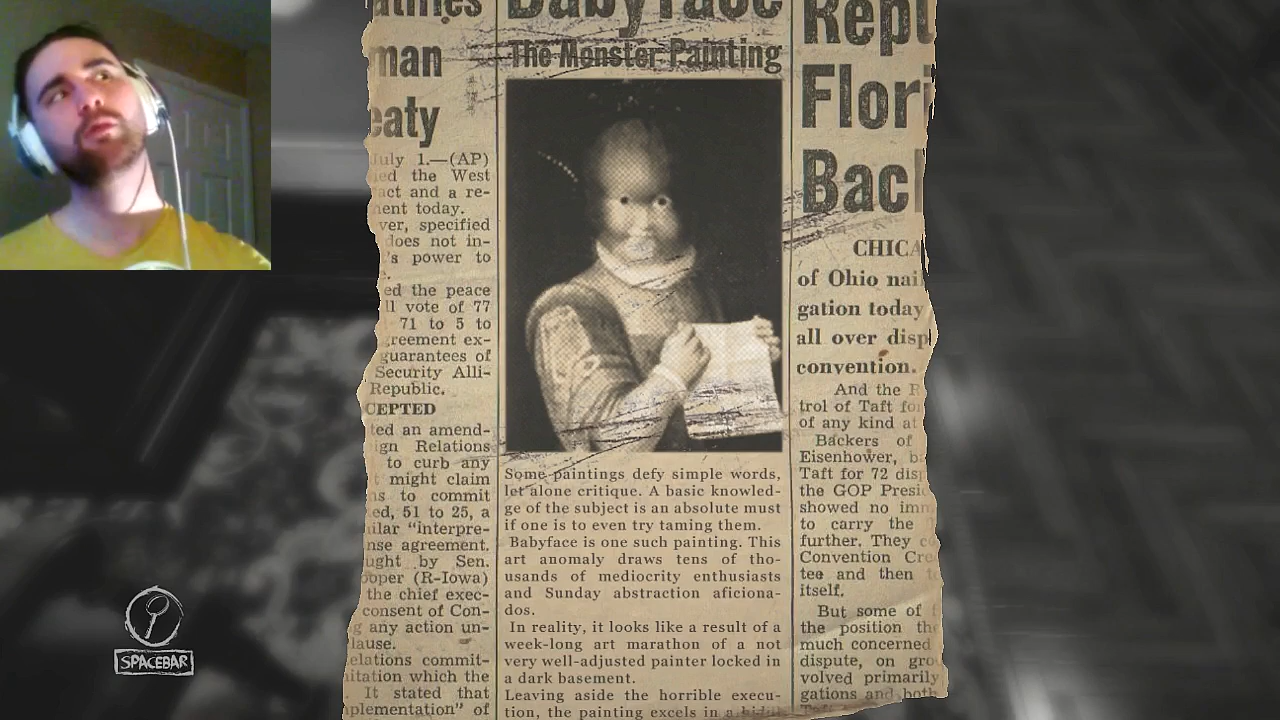 man
eaty
July 1.—(AP)
ied the West
act and a re-
ment today.
ver, specified
does not in-
's power to
ed the peace
ll vote of 77
71 to 5 to
reement ex-
guarantees of
Security Alli-
Republic.
CEPTED
ted an amend-
ign Relations
to curb any
t might claim
ns to commit
ed, 51 to 25, a
ilar "interpre-
nse agreement.
ught by Sen.
oper (R-Iowa)
the chief exec-
consent of Con-
g any action un-
lause.
elations commit-
nitation which the
It stated that
plementation" of
Babyface
The Monster Painting
Some paintings defy simple words,
let alone critique. A basic knowled-
ge of the subject is an absolute must
if one is to even try taming them.
Babyface is one such painting. This
art anomaly draws tens of tho-
usands of mediocrity enthusiasts
and Sunday abstraction aficiona-
dos.
In reality, it looks like a result of a
week-long art marathon of a not
very well-adjusted painter locked in
a dark basement.
Leaving aside the horrible execu-
tion, the painting excels in a
Repu
Flori
Bac
CHICA
of Ohio nai
gation today
all over disp
convention.
And the R
trol of Taft for
of any kind at
Backers of
Eisenhower, b
Taft for 72 disp
the GOP Presid
showed no imm
to carry the
further. They c
Convention Cre
tee and then t
itself.
But some of
the position the
much concerned
dispute, on gro
volved primarily
gations and both
SPACEBAR